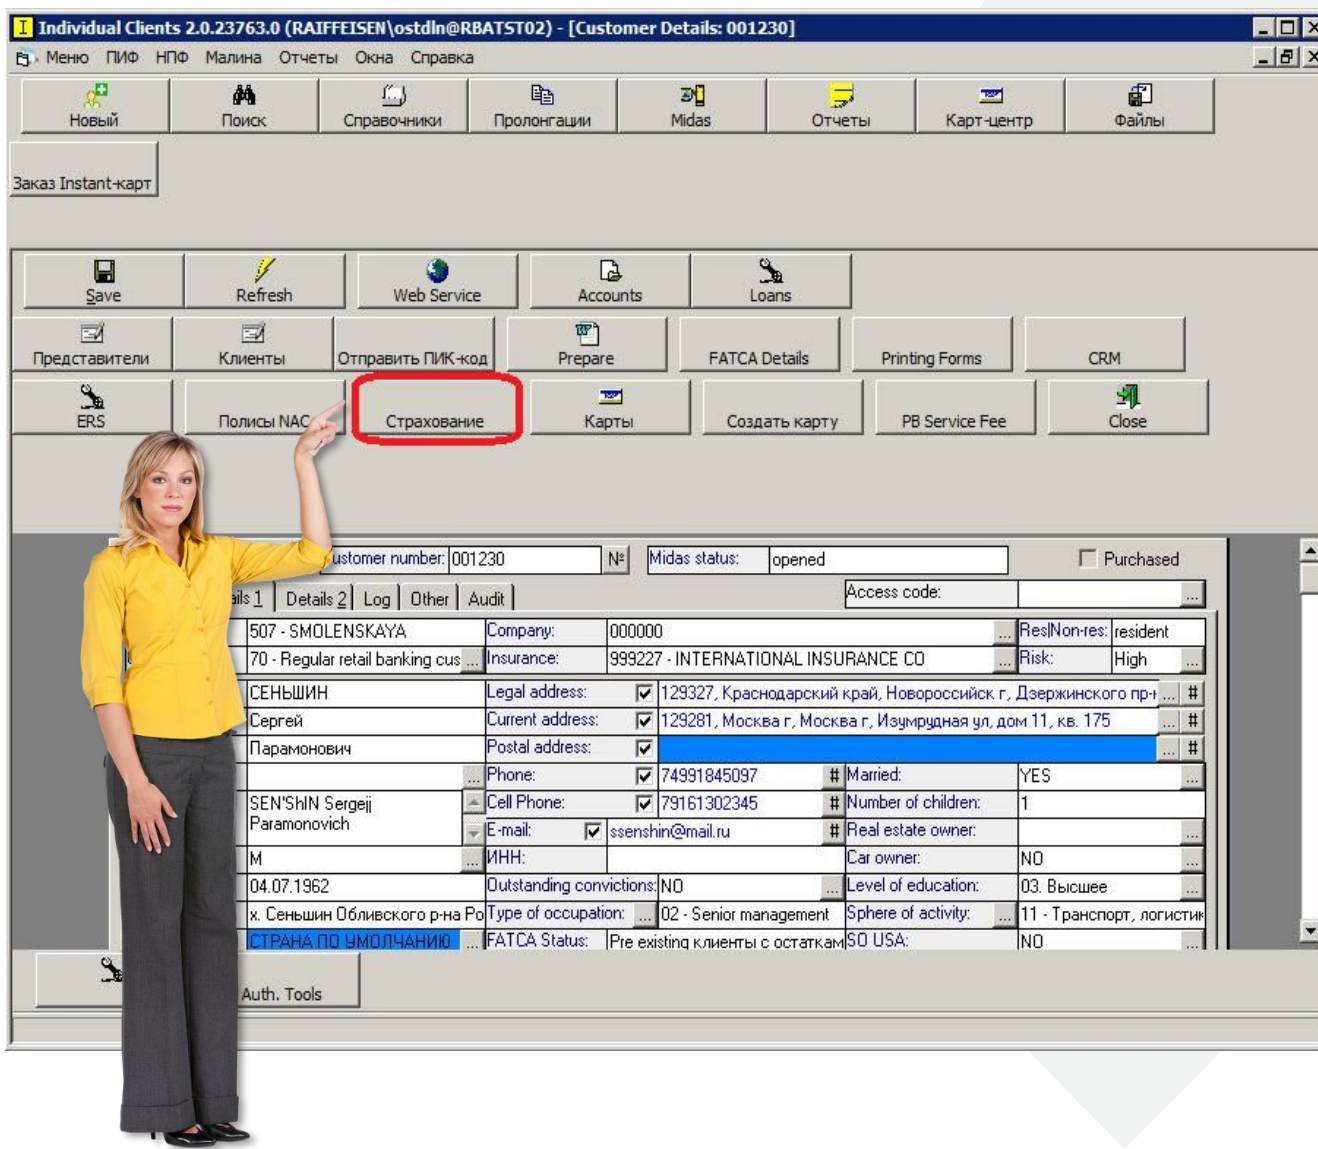 Individual Clients 2.0.23763.0 (RAIFFEISEN\ostdln@RBATST02) - [Customer Details: 001230]
Меню ПИФ НПФ Малина Отчеты Окна Справка
Новый Поиск Справочники Пролонгации Midas Отчеты Карт-центр Файлы
Заказ Instant-карт
Save Refresh Web Service Accounts Loans
Представители Клиенты Отправить ПИК-код Prepare FATCA Details Printing Forms CRM
ERS Полисы NAC Страхование Карты Создать карту PB Service Fee Close
ustomer number: 001230 № Midas status: opened Purchased
ils 1 Details 2 Log Other Audit Access code: ...
507 - SMOLENSKAYA Company: 000000 ... Res|Non-res: resident
70 - Regular retail banking cus ... Insurance: 999227 - INTERNATIONAL INSURANCE CO ... Risk: High ...
СЕНЬШИН Legal address: 129327, Краснодарский край, Новороссийск г, Дзержинского пр-к ... #
Сергей Current address: 129281, Москва г, Москва г, Изумрудная ул, дом 11, кв. 175 ... #
Парамонович Postal address: ... #
... Phone: 74991845097 # Married: YES ...
SEN'ShIN Sergejj Cell Phone: 79161302345 # Number of children: 1
Paramonovich E-mail: ssenshin@mail.ru # Real estate owner: ...
M ... ИНН: Car owner: NO ...
04.07.1962 Outstanding convictions: NO ... Level of education: 03. Высшее ...
х. Сеньшин Обливского р-на Ро Type of occupation: ... 02 - Senior management Sphere of activity: ... 11 - Транспорт, логистик
СТРАНА ПО УМОЛЧАНИЮ ... FATCA Status: Pre existing клиенты с остаткам SO USA: NO ...
Auth. Tools